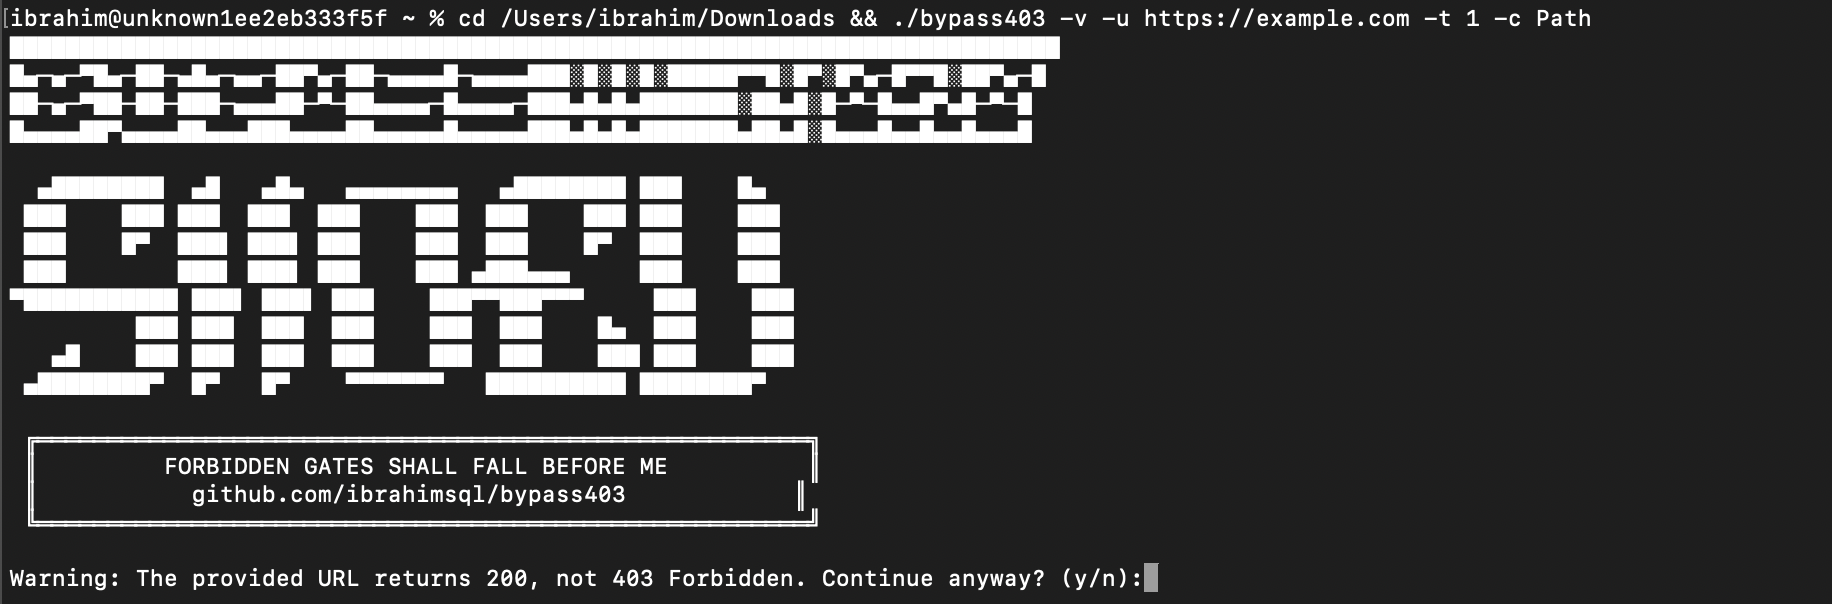 ibrahim@unknown1ee2eb333f5f ~ % cd /Users/ibrahim/Downloads && ./bypass403 -v -u https://example.com -t 1 -c Path
FORBIDDEN GATES SHALL FALL BEFORE ME
github.com/ibrahimsql/bypass403
Warning: The provided URL returns 200, not 403 Forbidden. Continue anyway? (y/n):